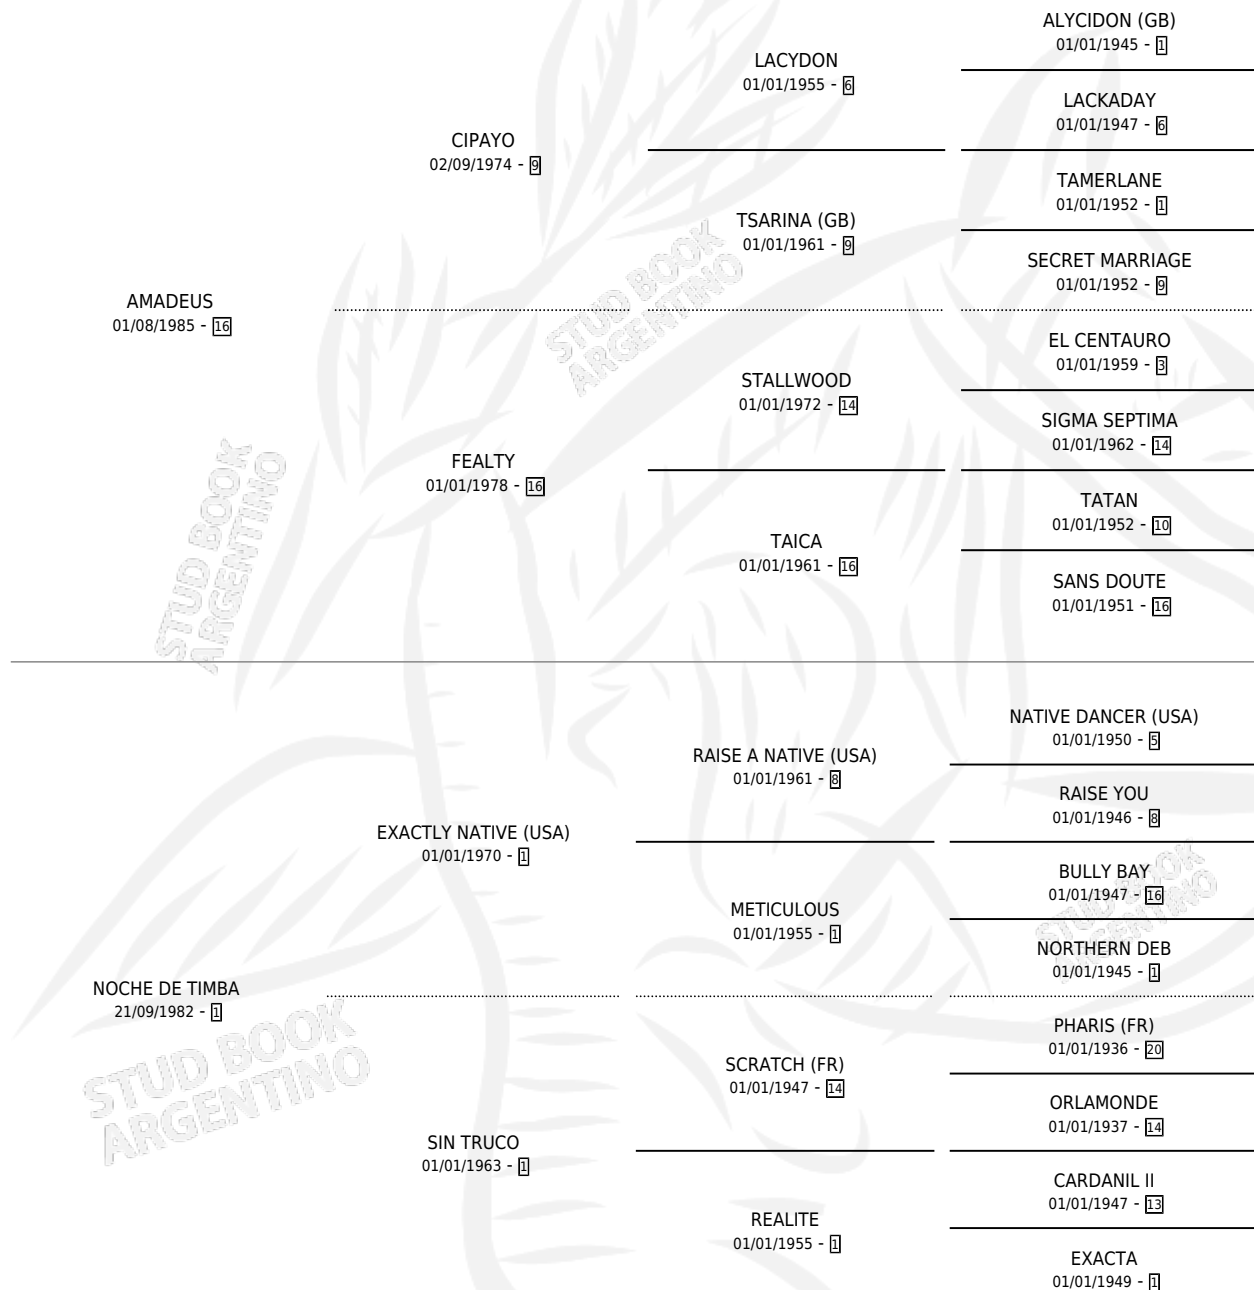 ALYCIDON (GB)
01/01/1945 - 1
LACYDON
01/01/1955 - 6
LACKADAY
01/01/1947 - 6
CIPAYO
02/09/1974 - 9
TAMERLANE
01/01/1952 - 1
TSARINA (GB)
01/01/1961 - 9
SECRET MARRIAGE
01/01/1952 - 9
AMADEUS
01/08/1985 - 16
EL CENTAURO
01/01/1959 - 3
STALLWOOD
01/01/1972 - 14
SIGMA SEPTIMA
01/01/1962 - 14
FEALTY
01/01/1978 - 16
TATAN
01/01/1952 - 10
TAICA
01/01/1961 - 16
SANS DOUTE
01/01/1951 - 16
STUD BOOK
ARGENTINO
STUD BOOK
ARGENTINO
NATIVE DANCER (USA)
01/01/1950 - 5
RAISE A NATIVE (USA)
01/01/1961 - 8
RAISE YOU
01/01/1946 - 8
EXACTLY NATIVE (USA)
01/01/1970 - 1
BULLY BAY
01/01/1947 - 16
METICULOUS
01/01/1955 - 1
NORTHERN DEB
01/01/1945 - 1
NOCHE DE TIMBA
21/09/1982 - 1
PHARIS (FR)
01/01/1936 - 20
SCRATCH (FR)
01/01/1947 - 14
ORLAMONDE
01/01/1937 - 14
SIN TRUCO
01/01/1963 - 1
CARDANIL II
01/01/1947 - 13
REALITE
01/01/1955 - 1
EXACTA
01/01/1949 - 1
STUD BOOK
ARGENTINO
STUD BOOK
ARGENTINO